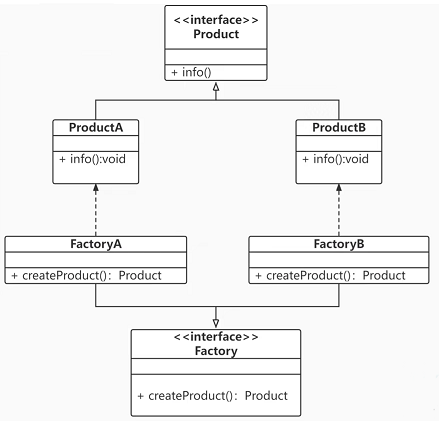 <<interface>>
Product
+ info()
ProductA
+ info():void
ProductB
+ info():void
FactoryA
+ createProduct()： Product
FactoryB
+ createProduct()： Product
<<interface>>
Factory
+ createProduct()： Product